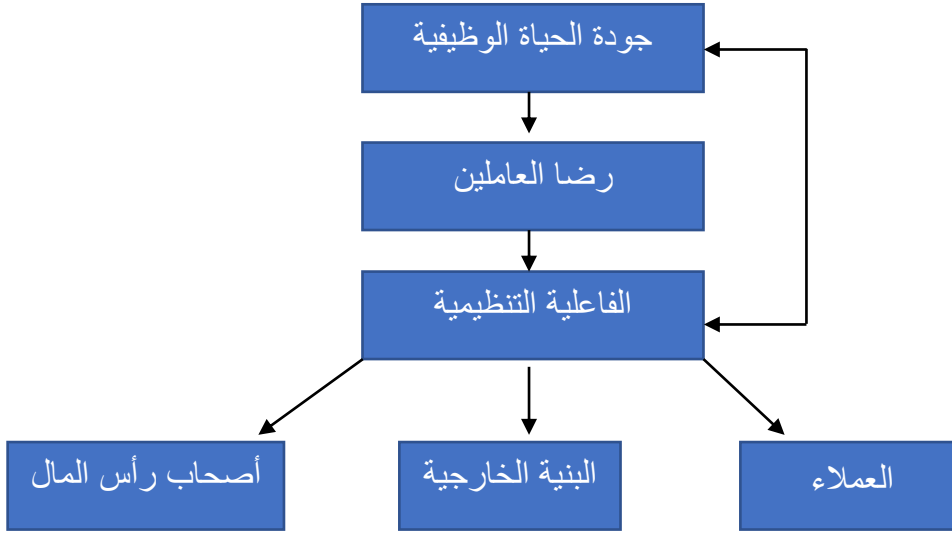 جودة الحياة الوظيفية
رضا العاملين
الفاعلية التنظيمية
العملاء
البنية الخارجية
أصحاب رأس المال